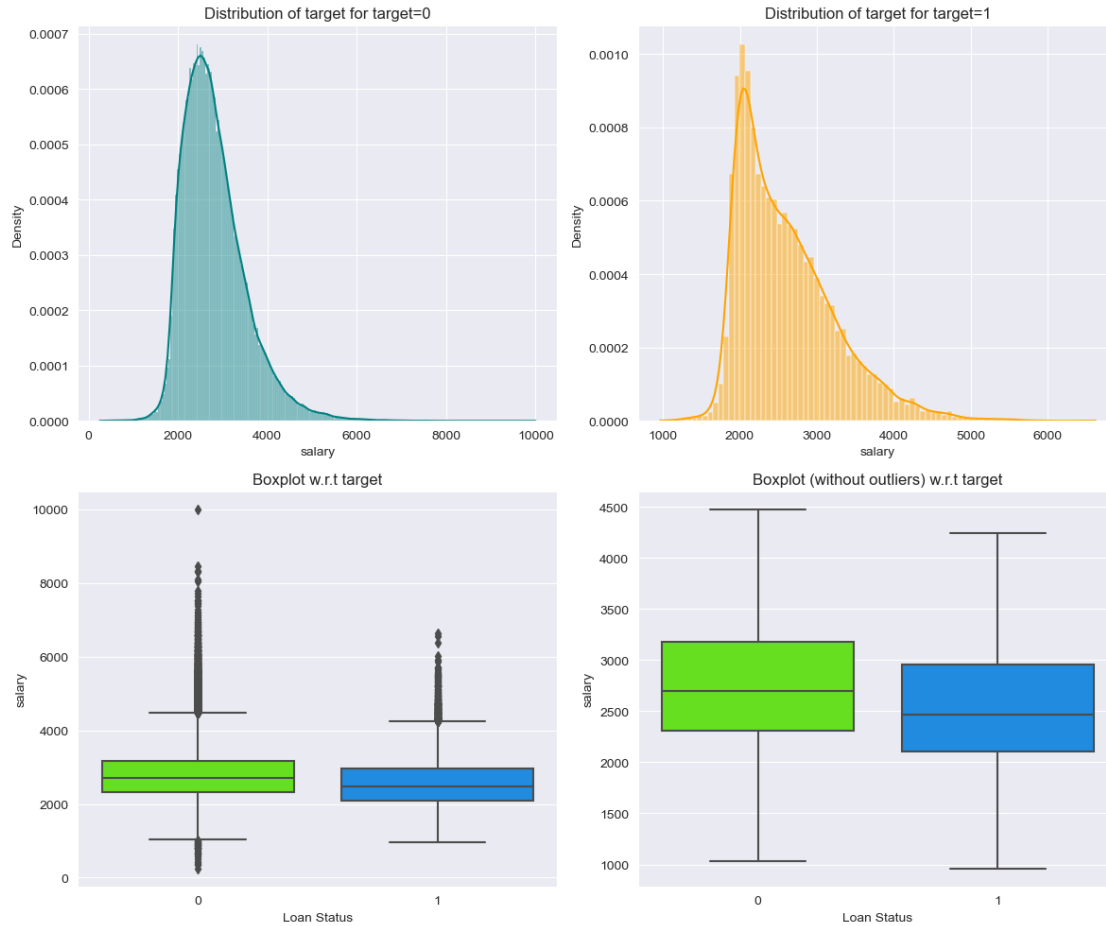 Distribution of target for target=0
0.0007
0.0006
0.0005
0.0004
0.0003
0.0002
0.0001
0.0000
Density
0 2000 4000 6000 8000 10000
salary
Distribution of target for target=1
0.0010
0.0008
0.0006
0.0004
0.0002
0.0000
Density
1000 2000 3000 4000 5000 6000
salary
Boxplot w.r.t target
10000
8000
6000
4000
2000
0
salary
0 1
Loan Status
Boxplot (without outliers) w.r.t target
4500
4000
3500
3000
2500
2000
1500
1000
salary
0 1
Loan Status